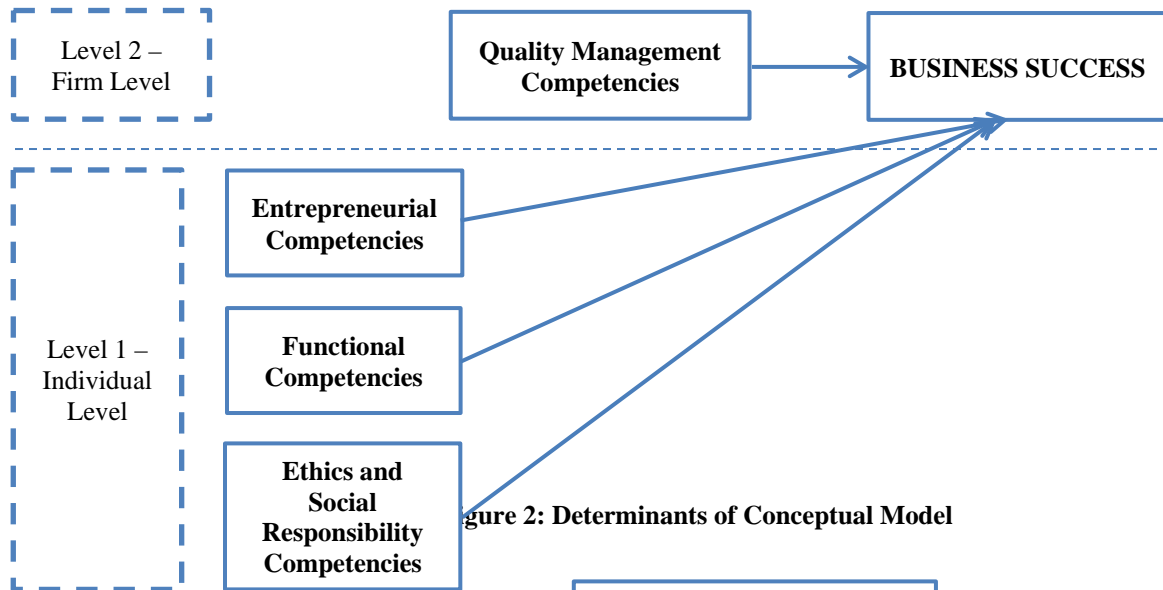 Level 2 –
Firm Level
Quality Management
Competencies
BUSINESS SUCCESS
Level 1 –
Individual
Level
Entrepreneurial
Competencies
Functional
Competencies
Ethics and
Social
Responsibility
Competencies
gure 2: Determinants of Conceptual Model